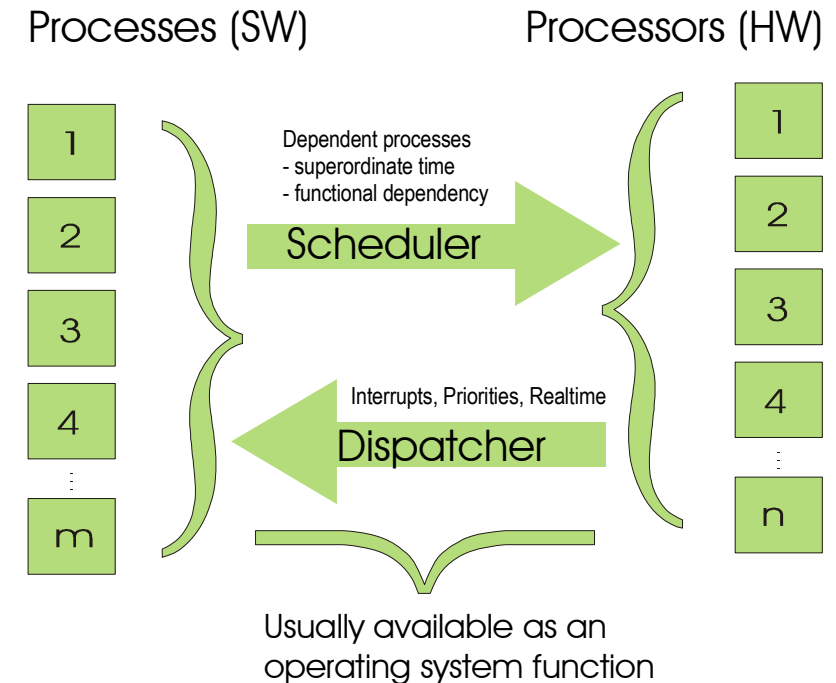 Processes (SW)
Processors (HW)
1
2
3
4
m
Dependent processes
- superordinate time
- functional dependency
Scheduler
Interrupts, Priorities, Realtime
Dispatcher
1
2
3
4
n
Usually available as an
operating system function